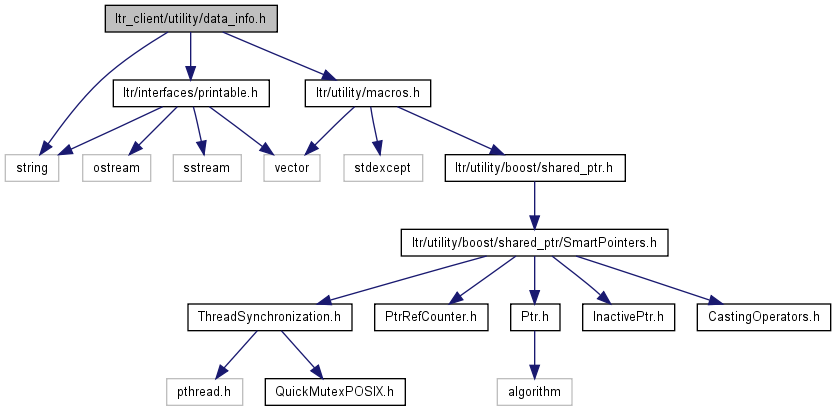 ltr_client/utility/data_info.h
ltr/interfaces/printable.h
ltr/utility/macros.h
string
ostream
sstream
vector
stdexcept
ltr/utility/boost/shared_ptr.h
ltr/utility/boost/shared_ptr/SmartPointers.h
ThreadSynchronization.h
PtrRefCounter.h
Ptr.h
InactivePtr.h
CastingOperators.h
pthread.h
QuickMutexPOSIX.h
algorithm